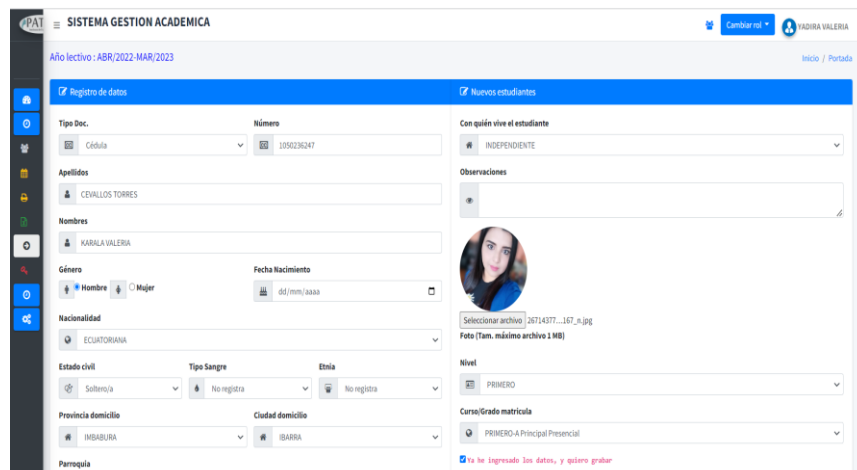 PAT
SISTEMA GESTION ACADEMICA
Cambiar rol
YADIRA VALERIA
Año lectivo : ABR/2022-MAR/2023
Inicio / Portada
Registro de datos
Tipo Doc.
Número
Cédula
1050236247
Apellidos
CEVALLOS TORRES
Nombres
KARALA VALERIA
Género
Fecha Nacimiento
Hombre
Mujer
dd/mm/aaaa
Nacionalidad
ECUATORIANA
Estado civil
Tipo Sangre
Etnia
Soltero/a
No registra
No registra
Provincia domicilio
Ciudad domicilio
IMBABURA
IBARRA
Parroquia
Nuevos estudiantes
Con quién vive el estudiante
INDEPENDIENTE
Observaciones
Seleccionar archivo 26714377...167_n.jpg
Foto (Tam. máximo archivo 1 MB)
Nivel
PRIMERO
Curso/Grado matricula
PRIMERO-A Principal Presencial
Ya he ingresado los datos, y quiero grabar